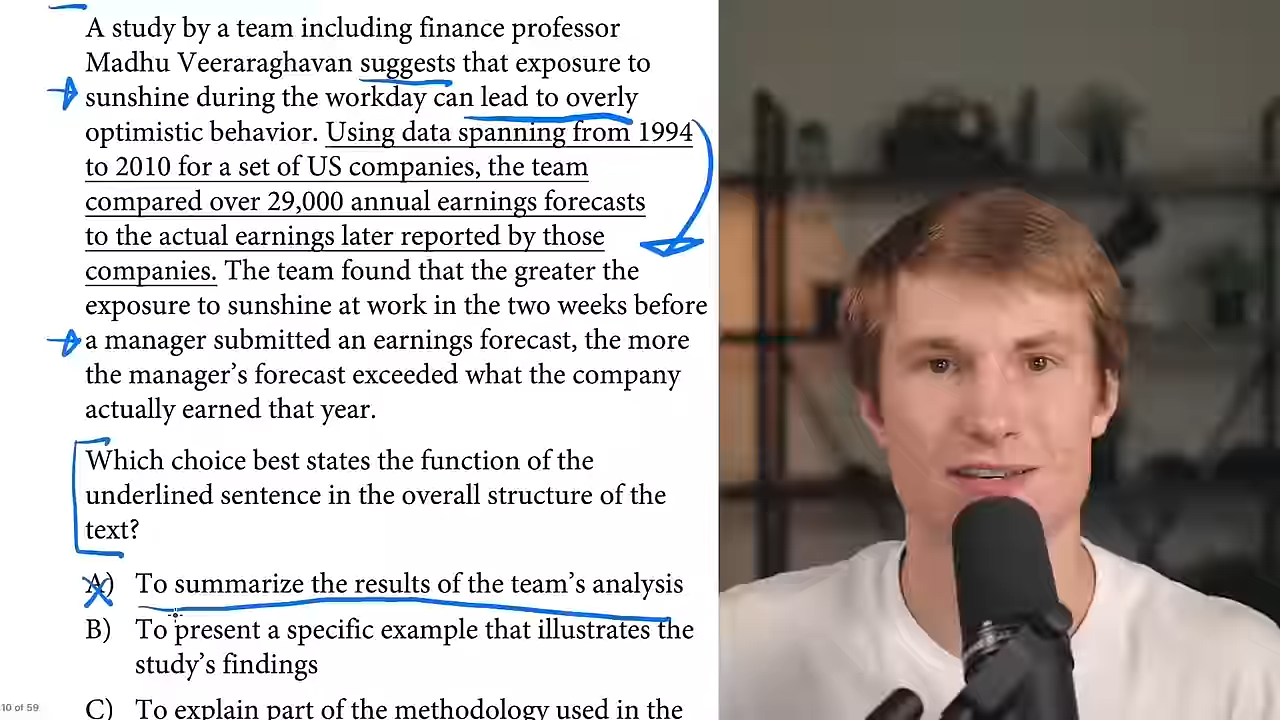 A study by a team including finance professor
Madhu Veeraraghavan suggests that exposure to
sunshine during the workday can lead to overly
optimistic behavior. Using data spanning from 1994
to 2010 for a set of US companies, the team
compared over 29,000 annual earnings forecasts
to the actual earnings later reported by those
companies. The team found that the greater the
exposure to sunshine at work in the two weeks before
a manager submitted an earnings forecast, the more
the manager's forecast exceeded what the company
actually earned that year.
Which choice best states the function of the
underlined sentence in the overall structure of the
text?
A) To summarize the results of the team's analysis
B) To present a specific example that illustrates the
study's findings
C) To explain part of the methodology used in the
10 of 59